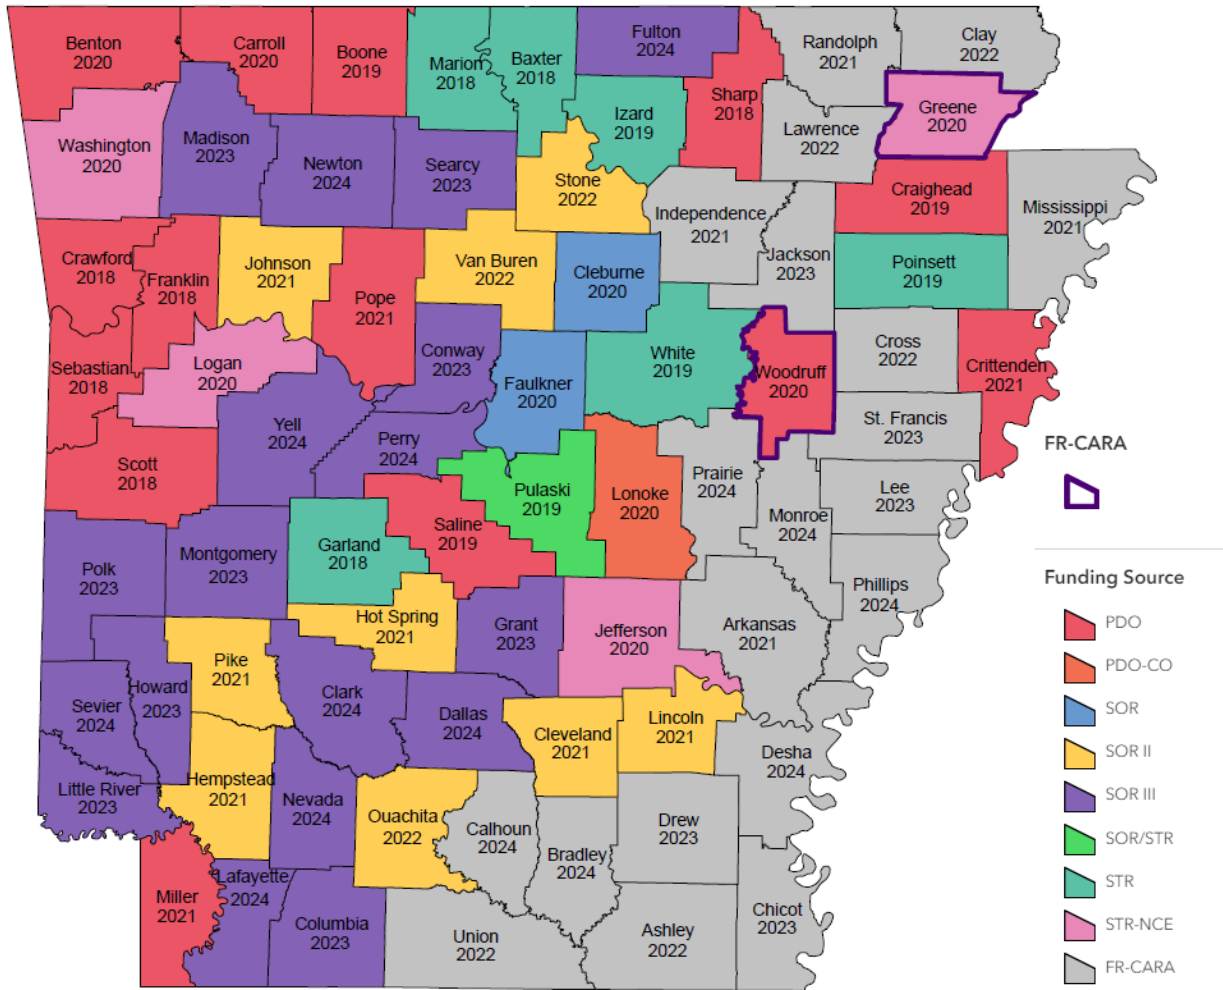 Benton
2020
Carroll
2020
Boone
2019
Marion
2018
Baxter
2018
Fulton
2024
Randolph
2021
Clay
2022
Sharp
2018
Izard
2019
Greene
2020
Lawrence
2022
Washington
2020
Madison
2023
Newton
2024
Searcy
2023
Stone
2022
Independence
2021
Craighead
2019
Mississippi
2021
Jackson
2023
Poinsett
2019
Crawford
2018
Franklin
2018
Johnson
2021
Pope
2021
Van Buren
2022
Cleburne
2020
Sebastian
2018
Logan
2020
Conway
2023
Faulkner
2020
White
2019
Woodruff
2020
Cross
2022
Crittenden
2021
St. Francis
2023
Yell
2024
Perry
2024
Scott
2018
Pulaski
2019
Lonoke
2020
Prairie
2024
Lee
2023
Monroe
2024
Saline
2019
Garland
2018
Montgomery
2023
Polk
2023
Phillips
2024
Hot Spring
2021
Grant
2023
Jefferson
2020
Arkansas
2021
Pike
2021
Howard
2023
Sevier
2024
Clark
2024
Dallas
2024
Cleveland
2021
Lincoln
2021
Desha
2024
Little River
2023
Hempstead
2021
Nevada
2024
Ouachita
2022
Calhoun
2024
Bradley
2024
Drew
2023
Miller
2021
Lafayette
2024
Columbia
2023
Union
2022
Ashley
2022
Chicot
2023
FR-CARA
Funding Source
PDO
PDO-CO
SOR
SOR II
SOR III
SOR/STR
STR
STR-NCE
FR-CARA